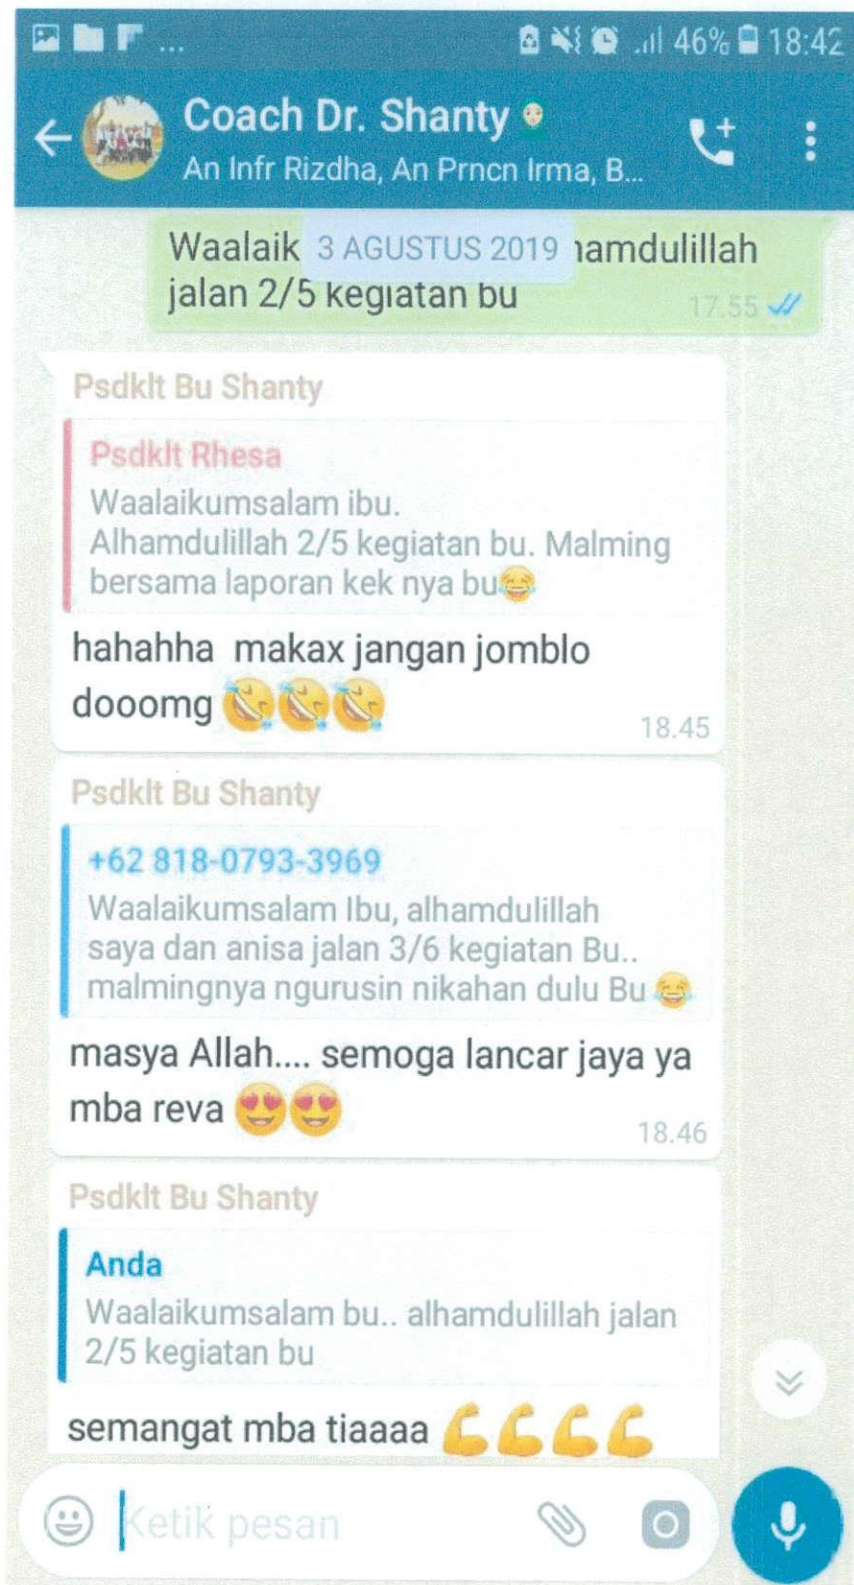 ... 46% 18:42
Coach Dr. Shanty
An Infr Rizdha, An Prncn Irma, B...
Waalaik 3 AGUSTUS 2019 hamdulillah
jalan 2/5 kegiatan bu 17.55
Psdklt Bu Shanty
Psdklt Rhesa
Waalaikumsalam ibu.
Alhamdulillah 2/5 kegiatan bu. Malming
bersama laporan kek nya bu😂
hahahha makax jangan jomblo
dooomg 🤣🤣🤣 18.45
Psdklt Bu Shanty
+62 818-0793-3969
Waalaikumsalam Ibu, alhamdulillah
saya dan anisa jalan 3/6 kegiatan Bu..
malmingnya ngurusin nikahan dulu Bu 😂
masya Allah.... semoga lancar jaya ya
mba reva 😍😍 18.46
Psdklt Bu Shanty
Anda
Waalaikumsalam bu.. alhamdulillah jalan
2/5 kegiatan bu
semangat mba tiaaaa 💪💪💪💪
Ketik pesan